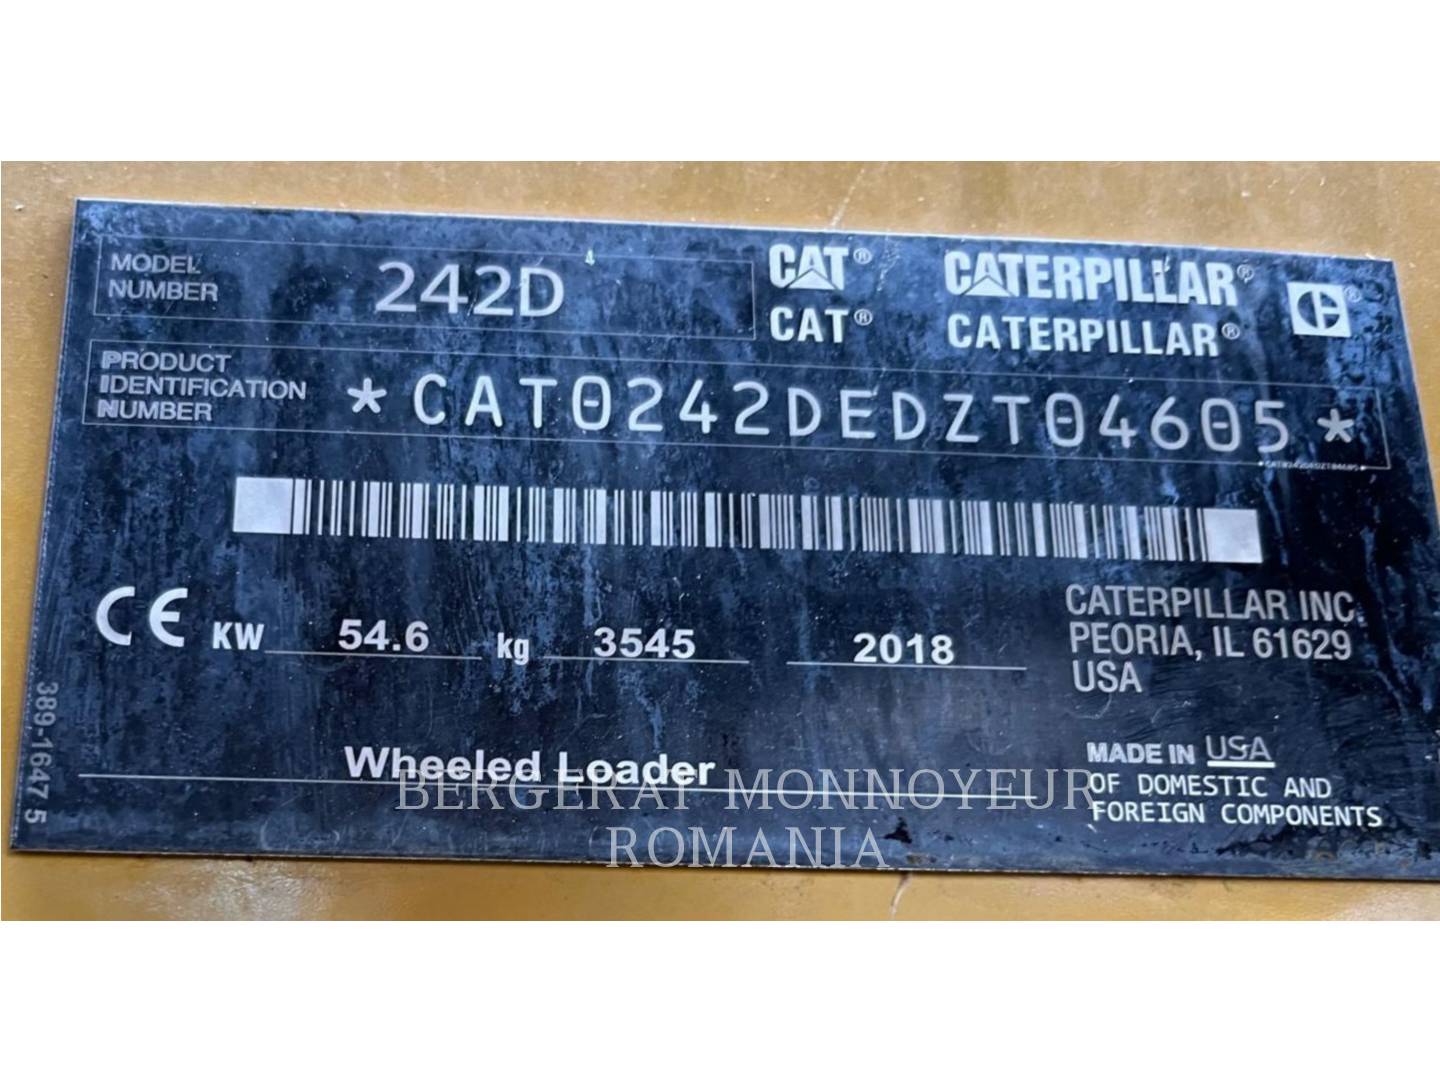 MODEL
NUMBER
242D
4
CAT® CATERPILLAR®
CAT® CATERPILLAR®
PRODUCT
IDENTIFICATION
NUMBER
*CAT0242DEDZT04605*
CE KW 54.6 kg 3545 2018
CATERPILLAR INC.
PEORIA, IL 61629
USA
389-1647 5
Wheeled Loader
MADE IN USA
OF DOMESTIC AND
FOREIGN COMPONENTS
BERGERAT MONNOYEUR
ROMANIA